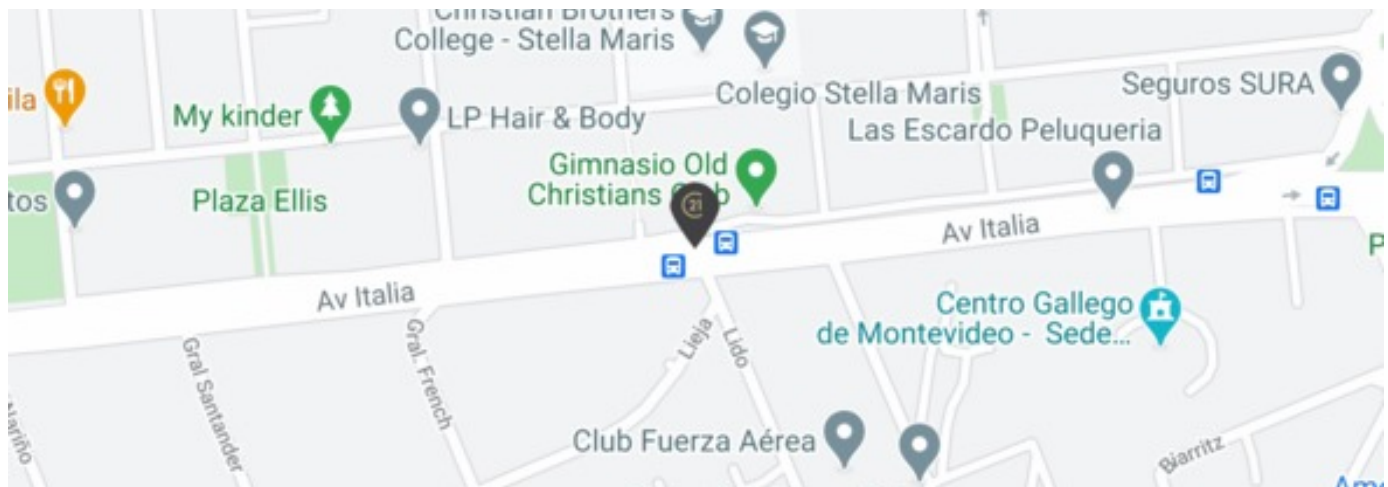 Christian Brothers
College - Stella Maris
Colegio Stella Maris
Seguros SURA
ila
My kinder
LP Hair & Body
Las Escardo Peluqueria
Gimnasio Old
Christians
21
tos
Plaza Ellis
Av Italia
Av Italia
Centro Gallego
de Montevideo - Sede...
Gral Santander
Gral. French
Lieja
Lido
Nariño
Club Fuerza Aérea
Biarritz
P